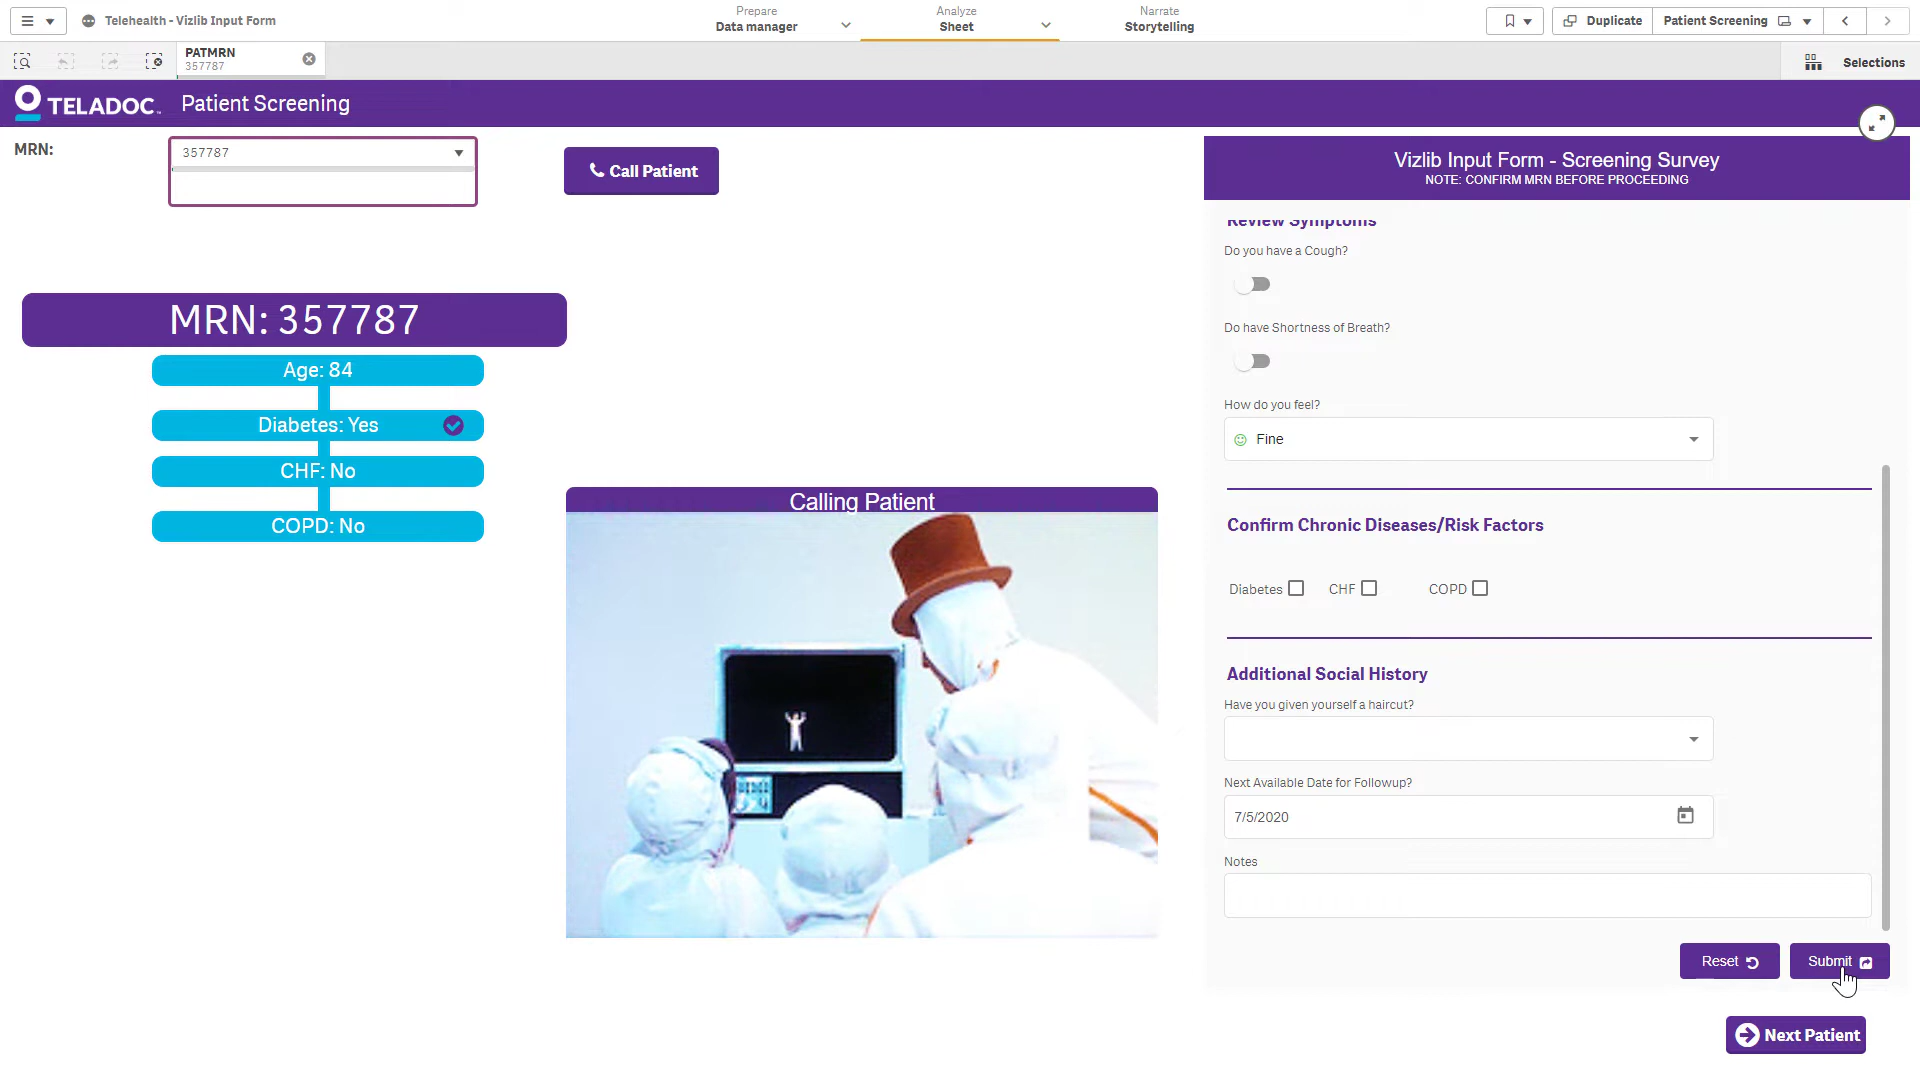 Telehealth - Vizlib Input Form
Prepare
Data manager
Analyze
Sheet
Narrate
Storytelling
Duplicate
Patient Screening
PATMRN
357787
Selections
TELADOC™
Patient Screening
MRN:
357787
Call Patient
Vizlib Input Form - Screening Survey
NOTE: CONFIRM MRN BEFORE PROCEEDING
Review Symptoms
Do you have a Cough?
MRN: 357787
Do have Shortness of Breath?
Age: 84
Diabetes: Yes
CHF: No
COPD: No
How do you feel?
Fine
Calling Patient
Confirm Chronic Diseases/Risk Factors
Diabetes
CHF
COPD
Additional Social History
Have you given yourself a haircut?
Next Available Date for Followup?
7/5/2020
Notes
Reset
Submit
Next Patient